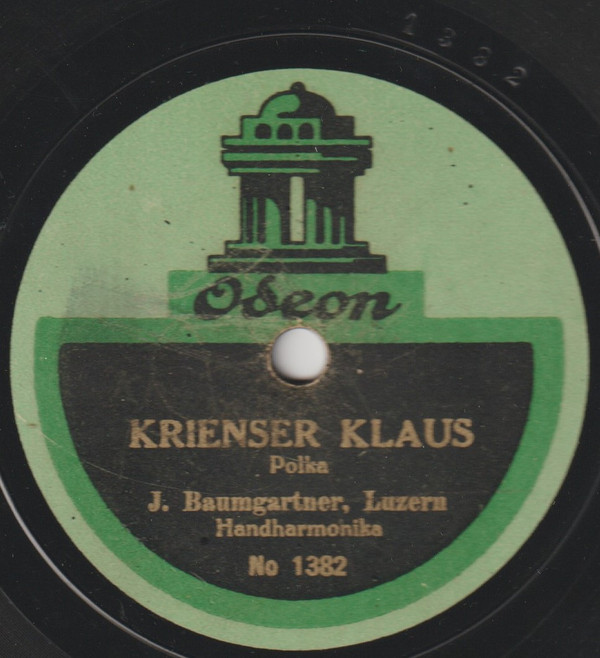 1382
Odeon
KRIENSER KLAUS
Polka
J. Baumgartner, Luzern
Handharmonika
No 1382